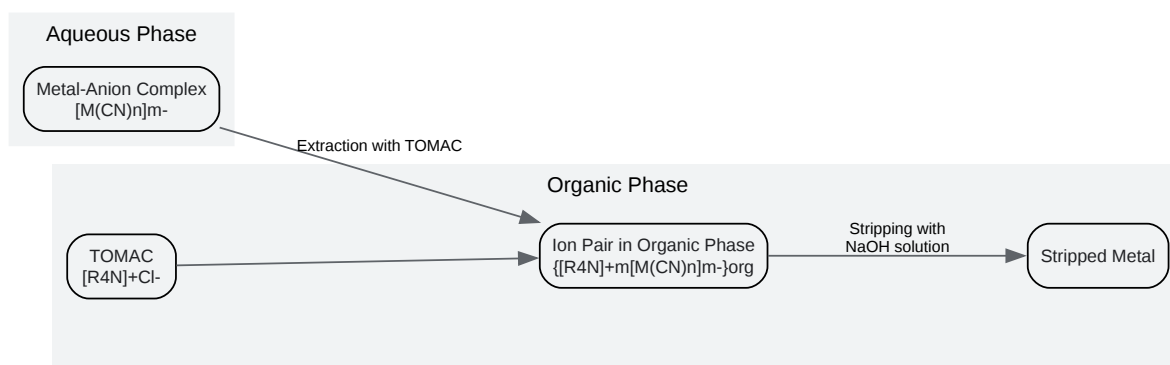 Aqueous Phase
Metal-Anion Complex
[M(CN)n]m-
Extraction with TOMAC
Organic Phase
TOMAC
[R4N]+Cl-
Ion Pair in Organic Phase
{[R4N]+m[M(CN)n]m-}org
Stripping with
NaOH solution
Stripped Metal